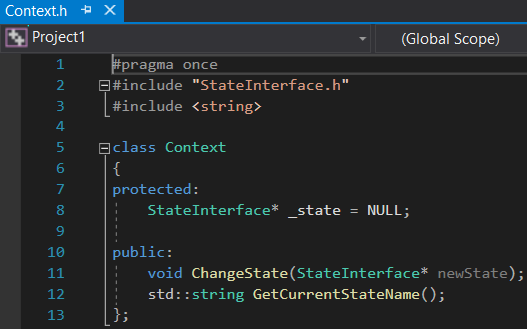 Context.h
Project1
(Global Scope)
1 #pragma once
2 #include "StateInterface.h"
3 #include <string>
4
5 class Context
6 {
7 protected:
8 StateInterface* _state = NULL;
9
10 public:
11 void ChangeState(StateInterface* newState);
12 std::string GetCurrentStateName();
13 };